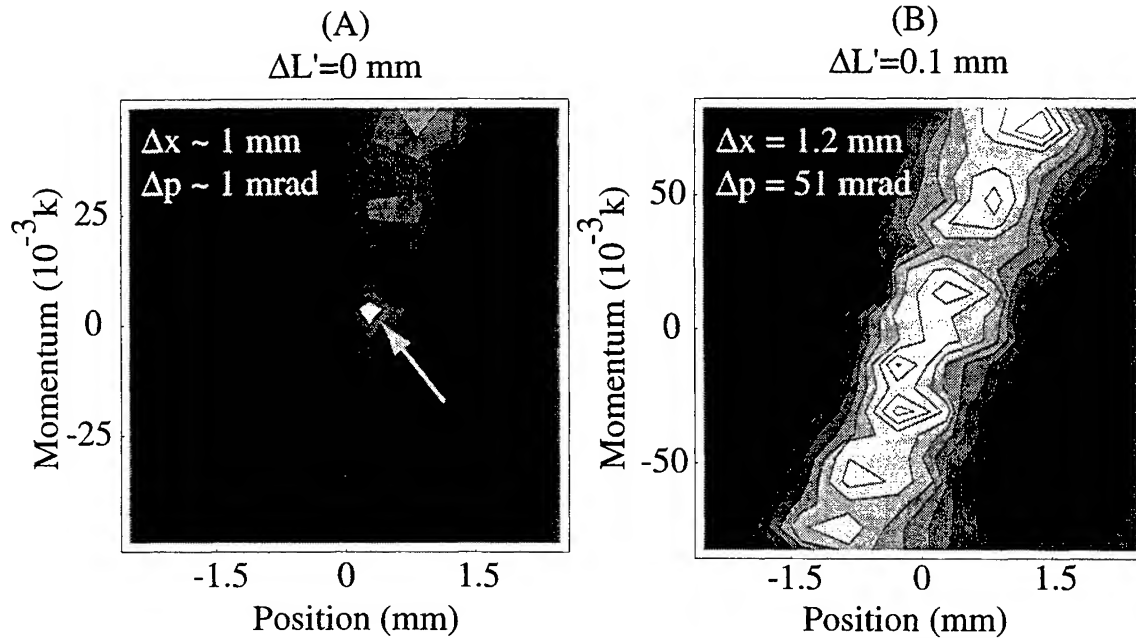 (A)
ΔL'=0 mm
Δx ~ 1 mm
Δp ~ 1 mrad
Momentum (10⁻³k)
25
0
-25
-1.5
0
1.5
Position (mm)
(B)
ΔL'=0.1 mm
Δx = 1.2 mm
Δp = 51 mrad
Momentum (10⁻³k)
50
0
-50
-1.5
0
1.5
Position (mm)